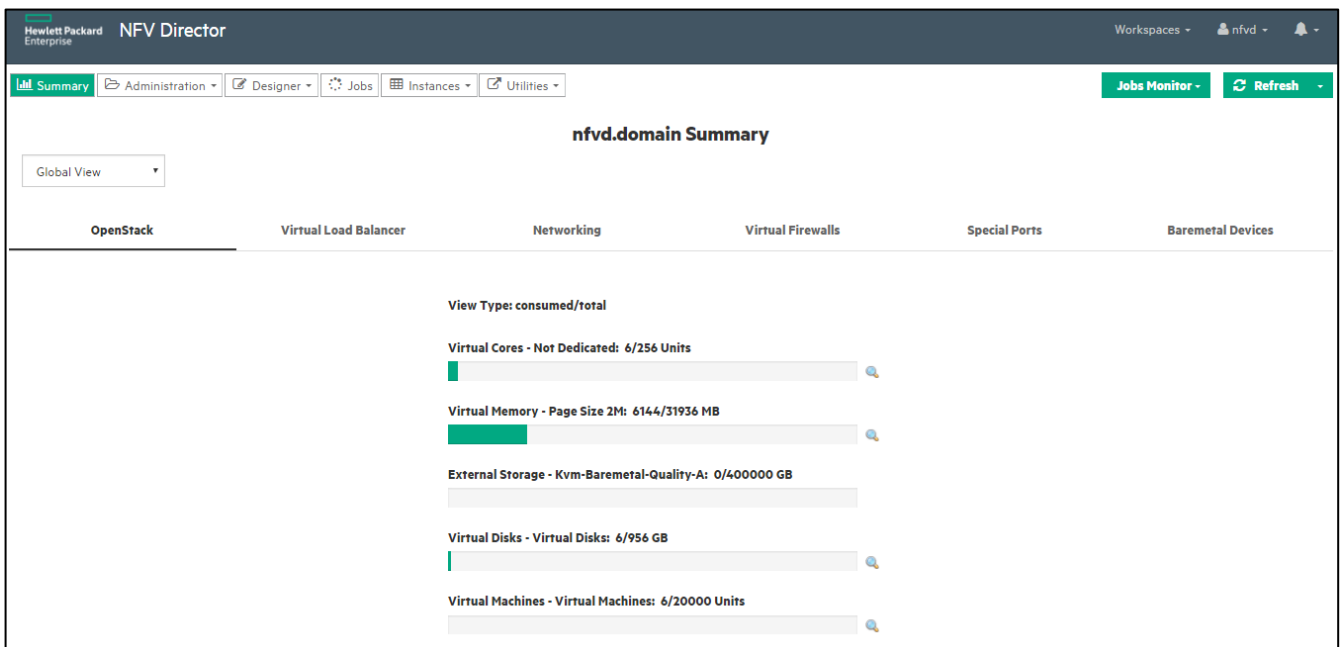 Hewlett Packard
Enterprise
NFV Director
Workspaces
nfvd
Summary
Administration
Designer
Jobs
Instances
Utilities
Jobs Monitor
Refresh
nfvd.domain Summary
Global View
OpenStack
Virtual Load Balancer
Networking
Virtual Firewalls
Special Ports
Baremetal Devices
View Type: consumed/total
Virtual Cores - Not Dedicated: 6/256 Units
Virtual Memory - Page Size 2M: 6144/31936 MB
External Storage - Kvm-Baremetal-Quality-A: 0/400000 GB
Virtual Disks - Virtual Disks: 6/956 GB
Virtual Machines - Virtual Machines: 6/20000 Units